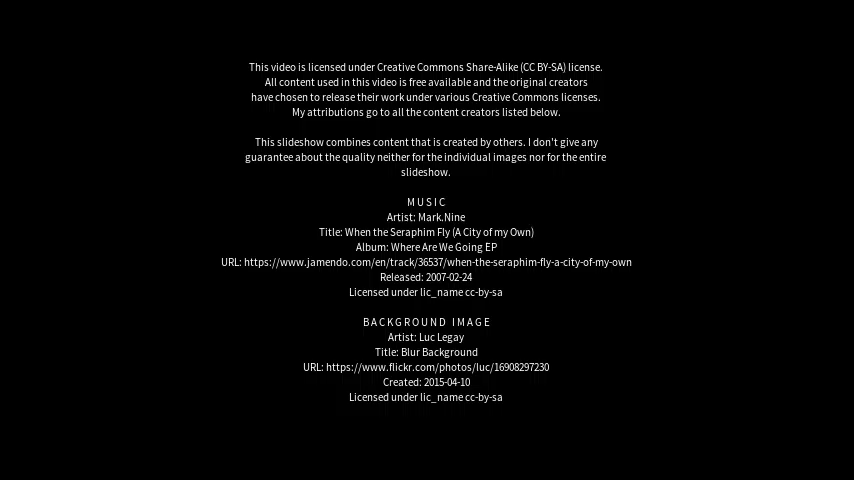 This video is licensed under Creative Commons Share-Alike (CC BY-SA) license.
All content used in this video is free available and the original creators
have chosen to release their work under various Creative Commons licenses.
My attributions go to all the content creators listed below.
This slideshow combines content that is created by others. I don't give any
guarantee about the quality neither for the individual images nor for the entire
slideshow.
MUSIC
Artist: Mark.Nine
Title: When the Seraphim Fly (A City of my Own)
Album: Where Are We Going EP
URL: https://www.jamendo.com/en/track/36537/when-the-seraphim-fly-a-city-of-my-own
Released: 2007-02-24
Licensed under lic_name cc-by-sa
BACKGROUND IMAGE
Artist: Luc Legay
Title: Blur Background
URL: https://www.flickr.com/photos/luc/16908297230
Created: 2015-04-10
Licensed under lic_name cc-by-sa